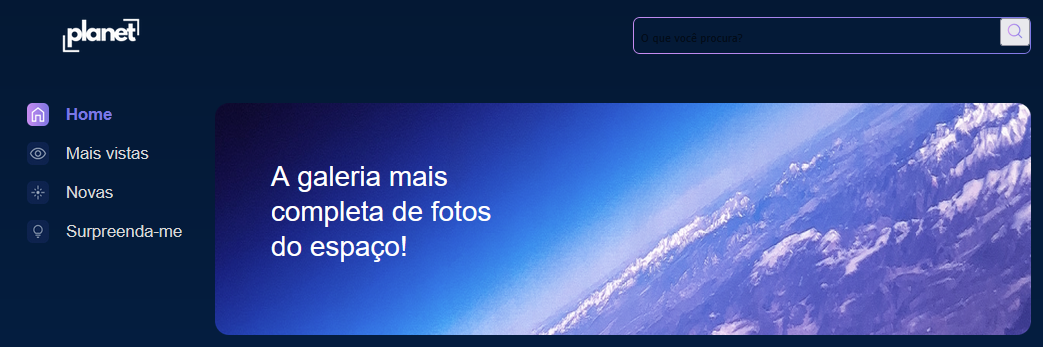 planet
O que você procura?
Home
Mais vistas
Novas
Surpreenda-me
A galeria mais
completa de fotos
do espaço!